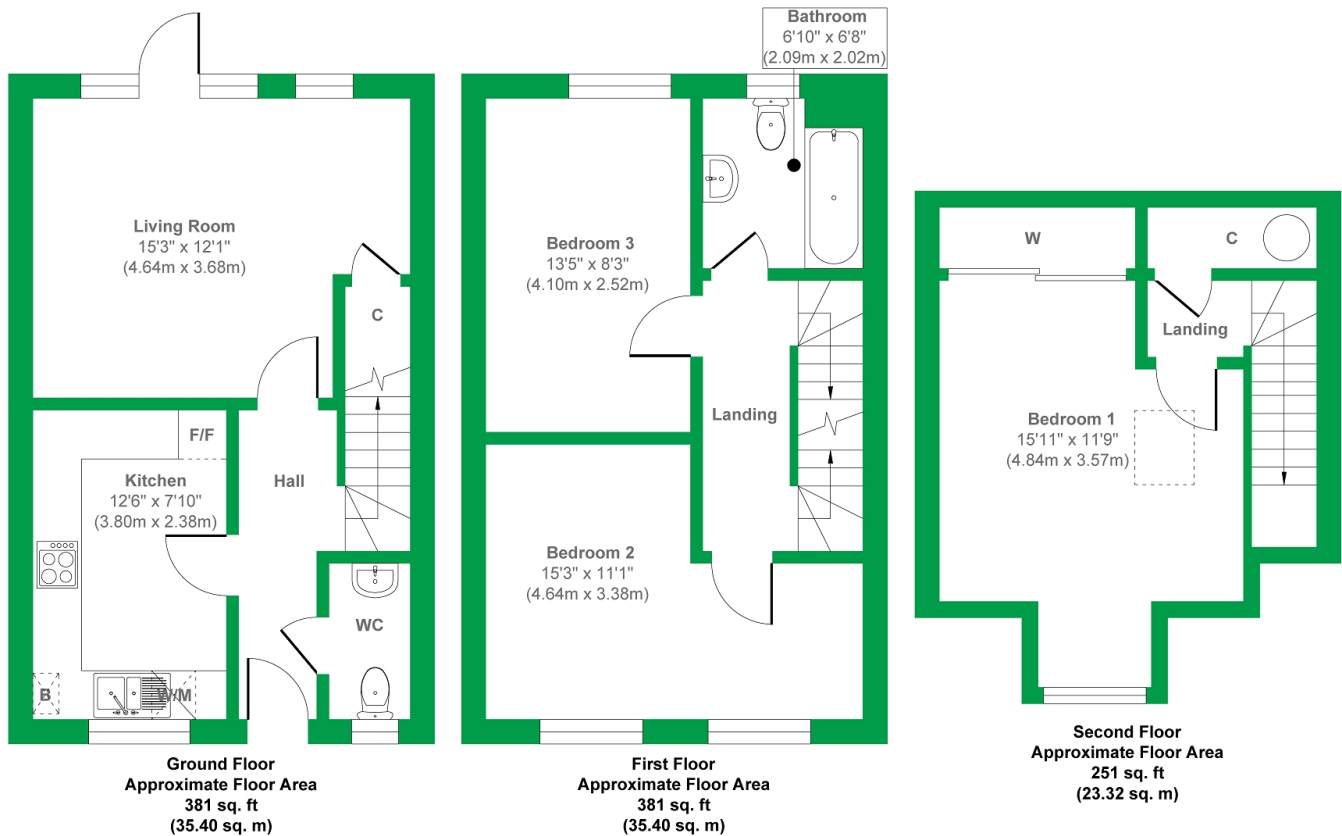 Living Room
15'3" x 12'1"
(4.64m x 3.68m)
C
F/F
Kitchen
12'6" x 7'10"
(3.80m x 2.38m)
Hall
WC
B
W/M
Ground Floor
Approximate Floor Area
381 sq. ft
(35.40 sq. m)
Bathroom
6'10" x 6'8"
(2.09m x 2.02m)
Bedroom 3
13'5" x 8'3"
(4.10m x 2.52m)
Landing
Bedroom 2
15'3" x 11'1"
(4.64m x 3.38m)
First Floor
Approximate Floor Area
381 sq. ft
(35.40 sq. m)
W
C
Landing
Bedroom 1
15'11" x 11'9"
(4.84m x 3.57m)
Second Floor
Approximate Floor Area
251 sq. ft
(23.32 sq. m)